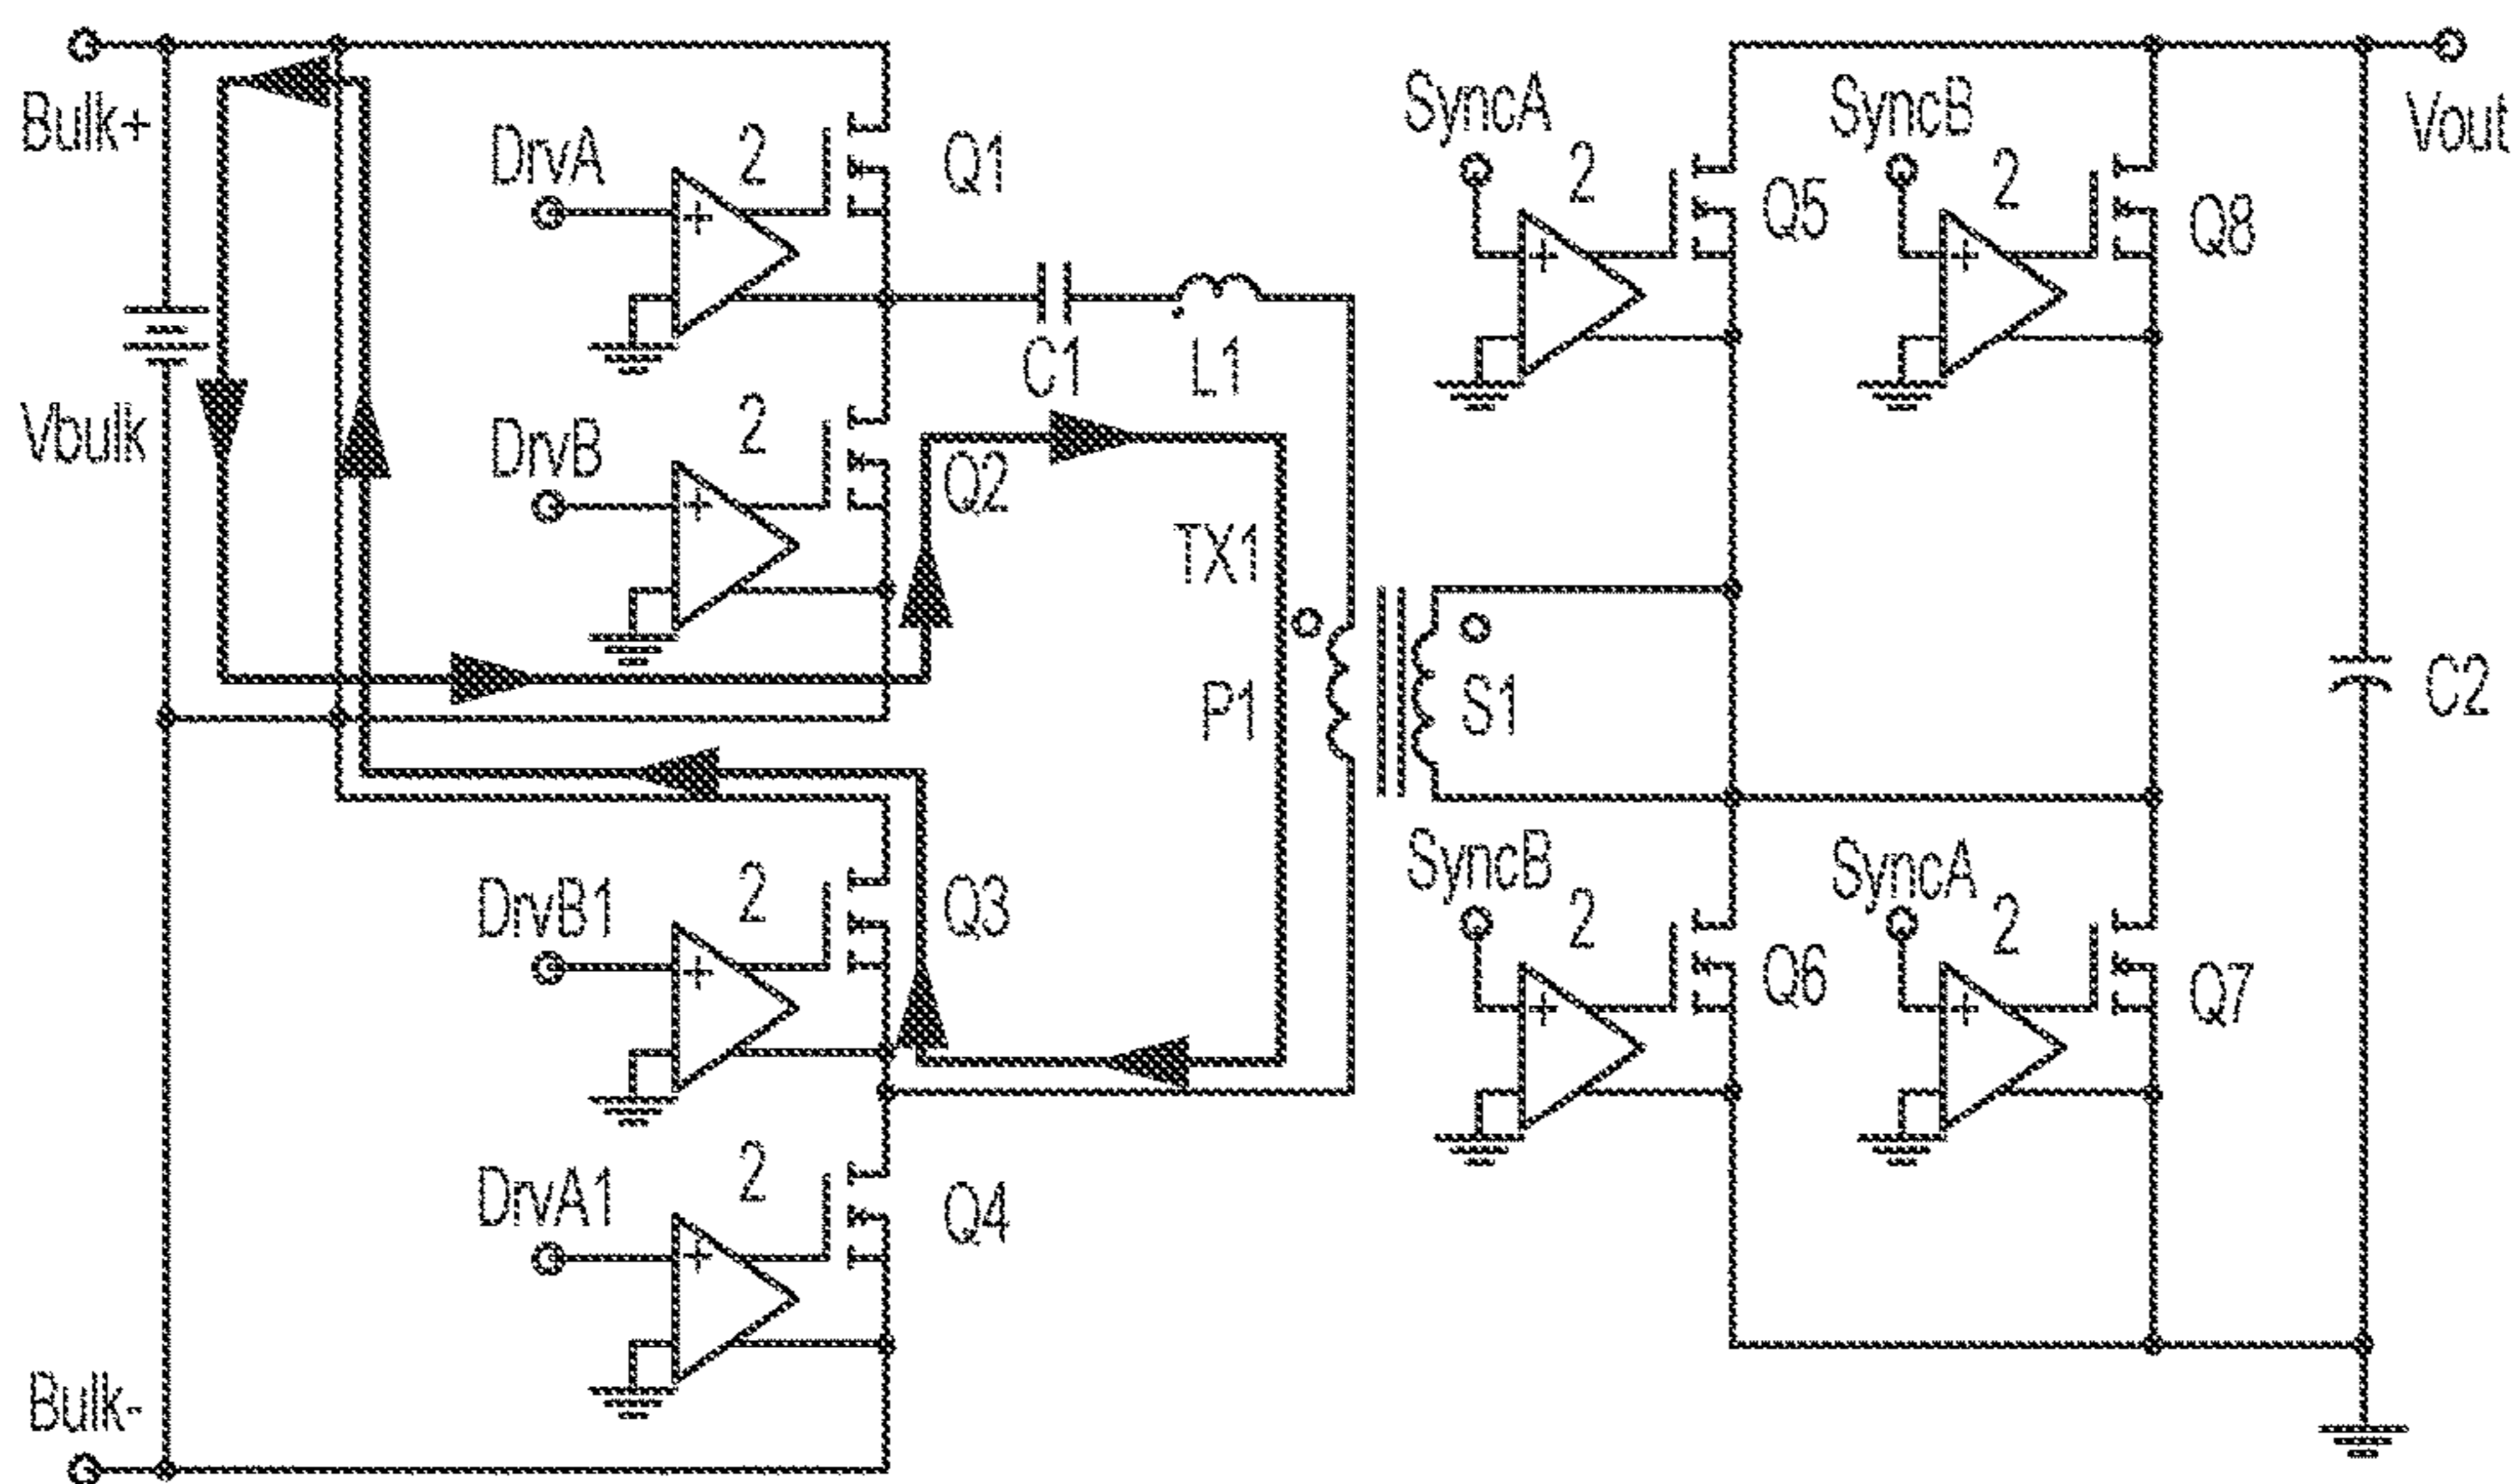 Bulk+
Vbulk
Bulk-
DrvA
2
Q1
DrvB
2
Q2
C1
L1
TX1
P1
S1
DrvB1
2
Q3
DrvA1
2
Q4
SyncA
2
Q5
SyncB
2
Q8
Vout
SyncB
2
Q6
SyncA
2
Q7
C2